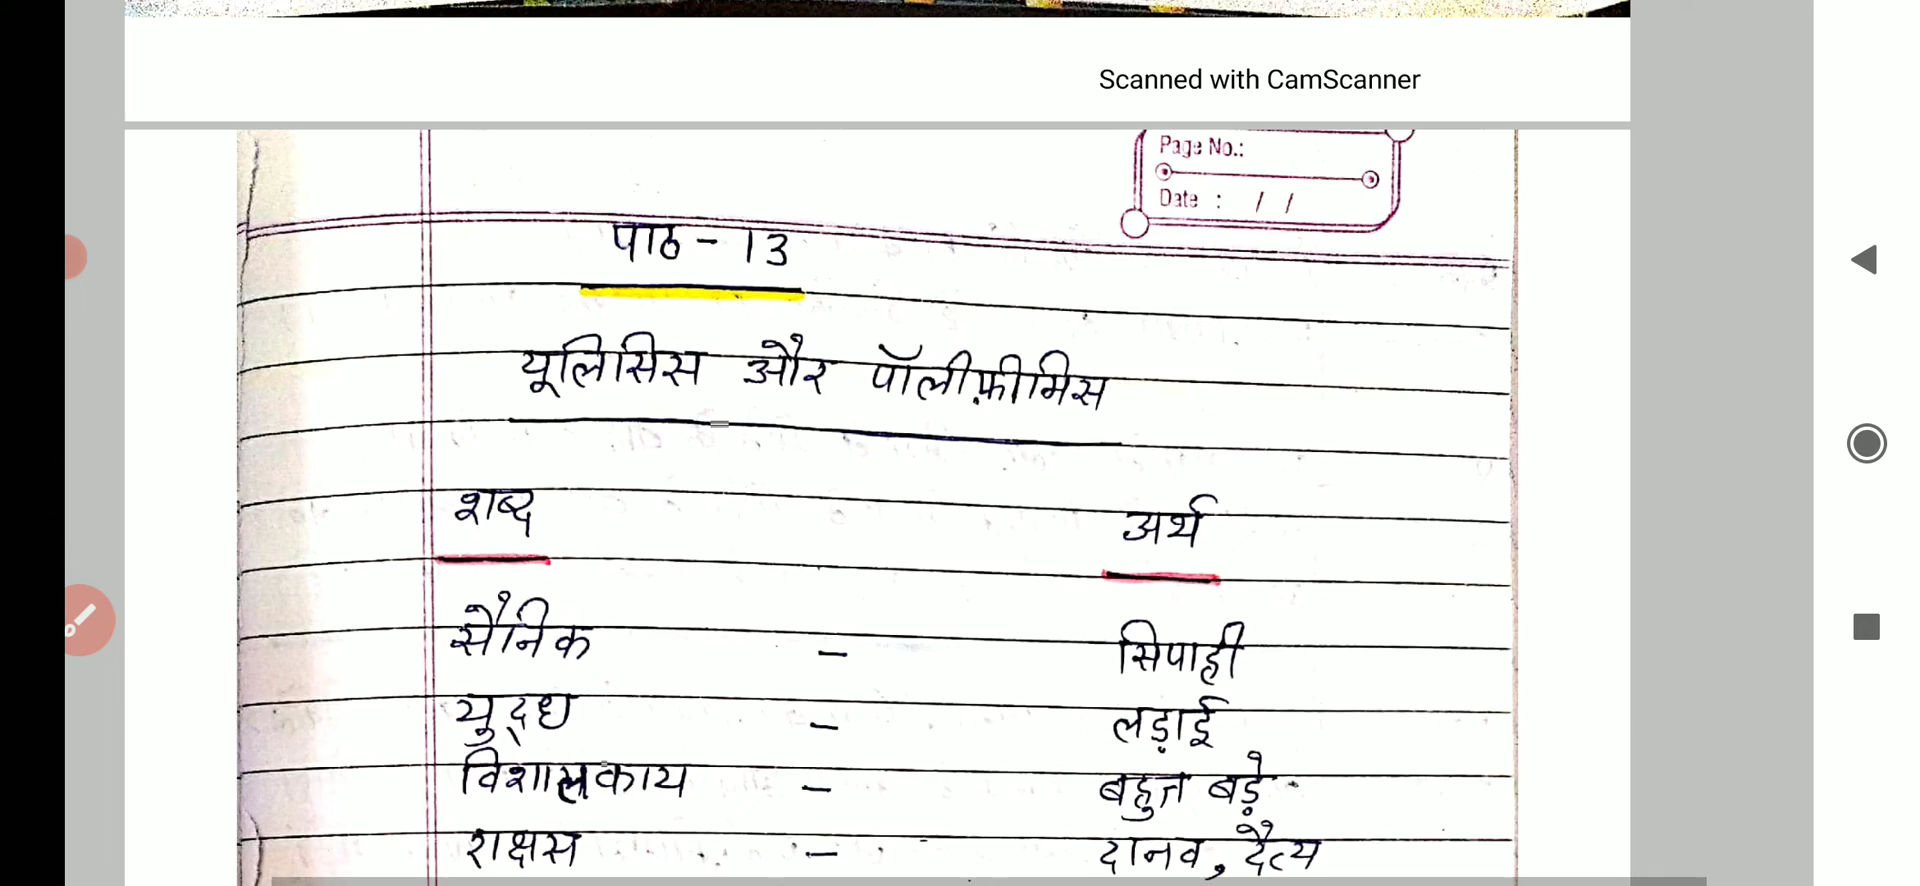 Scanned with CamScanner
Page No.:
Date : / /
पाठ - 13
यूलिसिस और पॉलीफ़ीमिस
शब्द अर्थ
सैनिक - सिपाही
युद्ध - लड़ाई
विशालकाय - बहुत बड़े
राक्षस - दानव, दैत्य